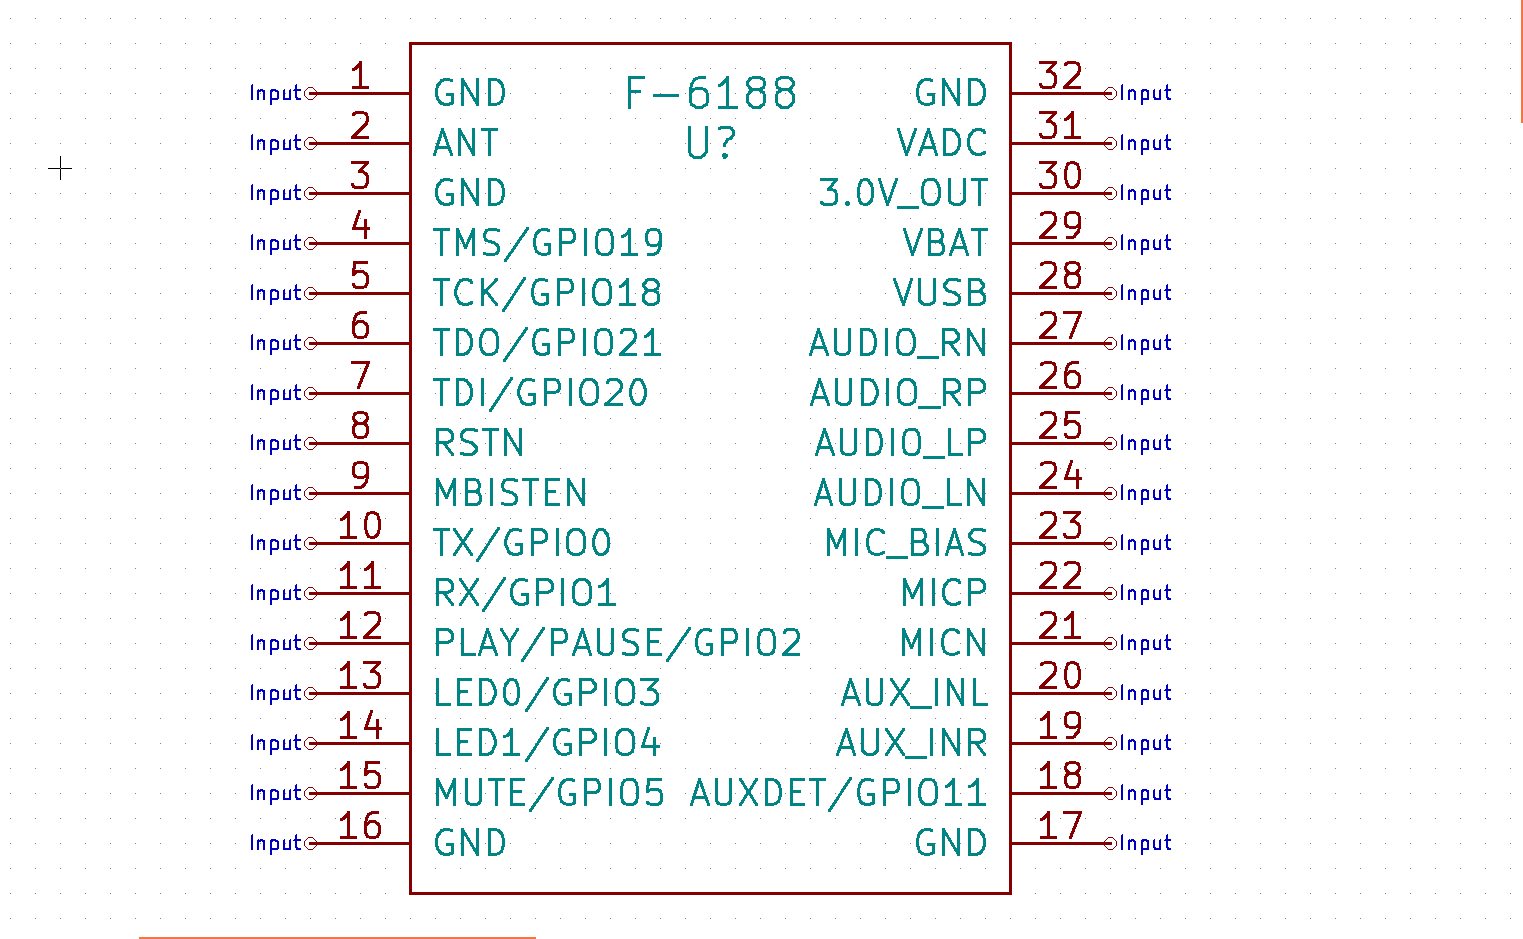 F-6188
U?
Input 1 GND GND 32 Input
Input 2 ANT VADC 31 Input
Input 3 GND 3.0V_OUT 30 Input
Input 4 TMS/GPIO19 VBAT 29 Input
Input 5 TCK/GPIO18 VUSB 28 Input
Input 6 TDO/GPIO21 AUDIO_RN 27 Input
Input 7 TDI/GPIO20 AUDIO_RP 26 Input
Input 8 RSTN AUDIO_LP 25 Input
Input 9 MBISTEN AUDIO_LN 24 Input
Input 10 TX/GPIO0 MIC_BIAS 23 Input
Input 11 RX/GPIO1 MICP 22 Input
Input 12 PLAY/PAUSE/GPIO2 MICN 21 Input
Input 13 LED0/GPIO3 AUX_INL 20 Input
Input 14 LED1/GPIO4 AUX_INR 19 Input
Input 15 MUTE/GPIO5 AUXDET/GPIO11 18 Input
Input 16 GND GND 17 Input